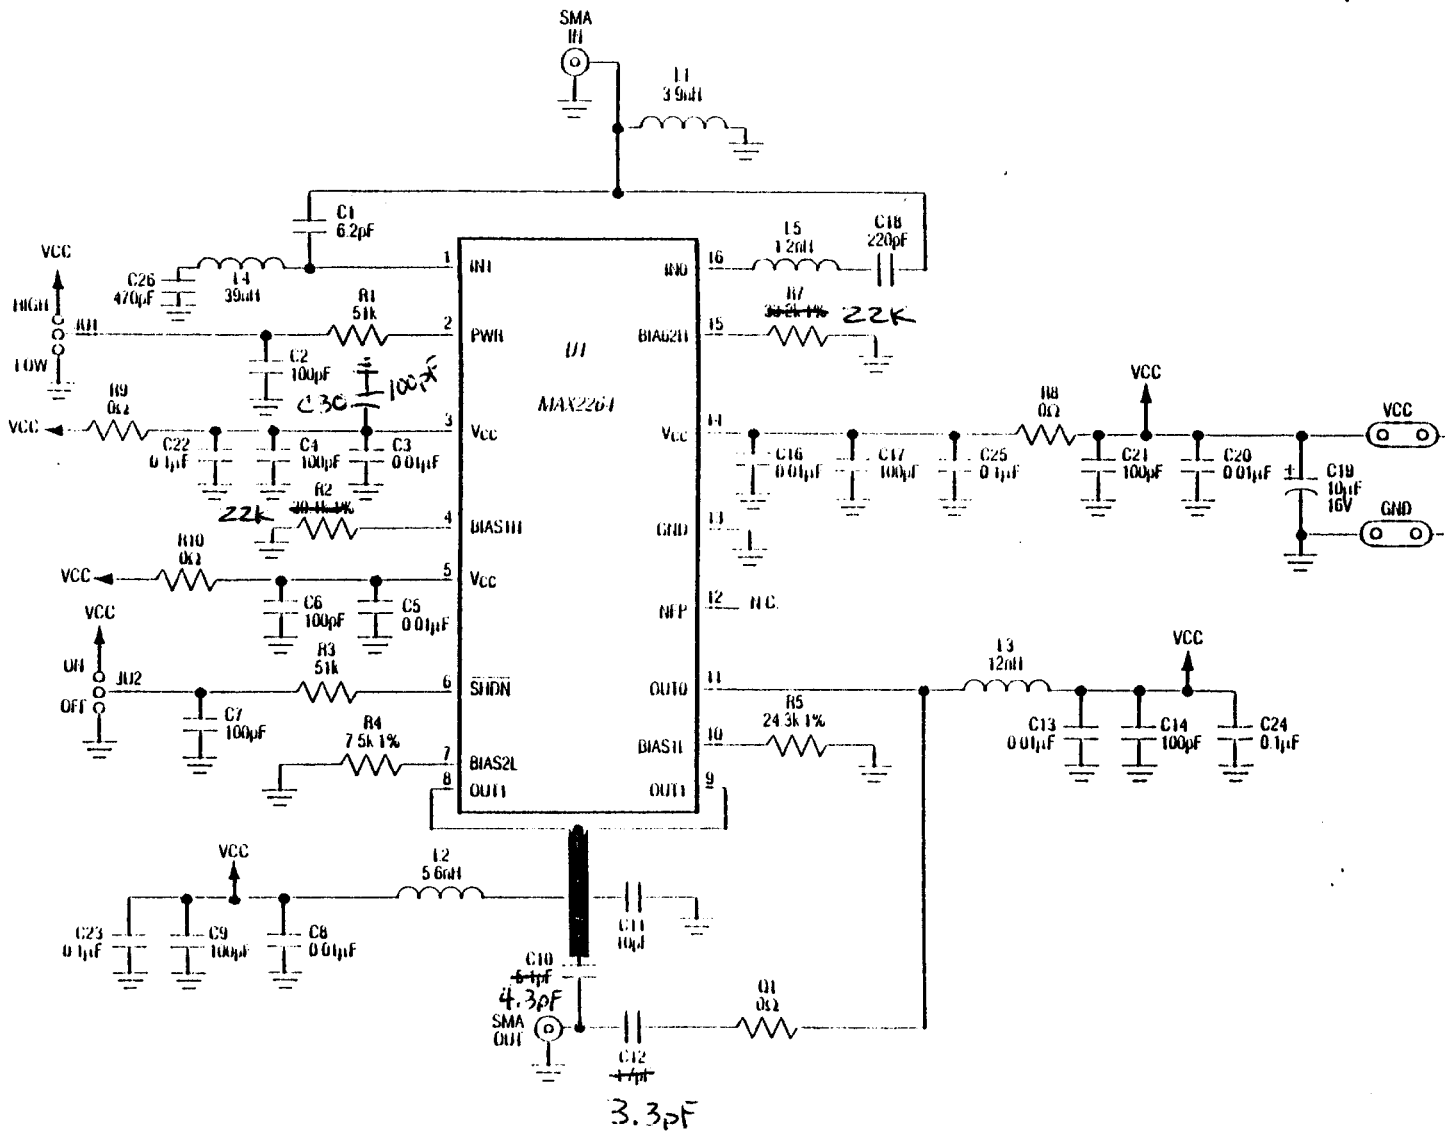 SMA
IN
L1
3.9nH
C1
6.2pF
VCC
HIGH
JU1
LOW
C26
470pF
L4
39nH
1
IN1
IN0
16
L5
1.2nH
C18
220pF
R1
51k
2
PWR
BIAS2H
15
R7
22K
C2
100pF
C30
100pF
U1
MAX2264
R9
0Ω
VCC
3
VCC
VCC
14
C22
0.1µF
C4
100pF
C3
0.01µF
C16
0.01µF
C17
100pF
C25
0.1µF
R8
0Ω
VCC
C21
100pF
C20
0.01µF
C19
10µF
16V
+
VCC
GND
R2
22K
4
BIAS1H
GND
13
R10
0Ω
VCC
5
VCC
NFP
12
N.C.
C6
100pF
C5
0.01µF
VCC
ON
JU2
OFF
C7
100pF
R3
51k
6
SHDN
OUT0
11
L3
12nH
VCC
C13
0.01µF
C14
100pF
C24
0.1µF
R4
7.5k 1%
7
BIAS2L
BIAS1L
10
R5
24.3k 1%
8
OUT1
OUT1
9
VCC
L2
5.6nH
C23
0.1µF
C9
100pF
C8
0.01µF
C11
10pF
C10
5.1pF
4.3pF
SMA
OUT
C12
0Ω
3.3pF